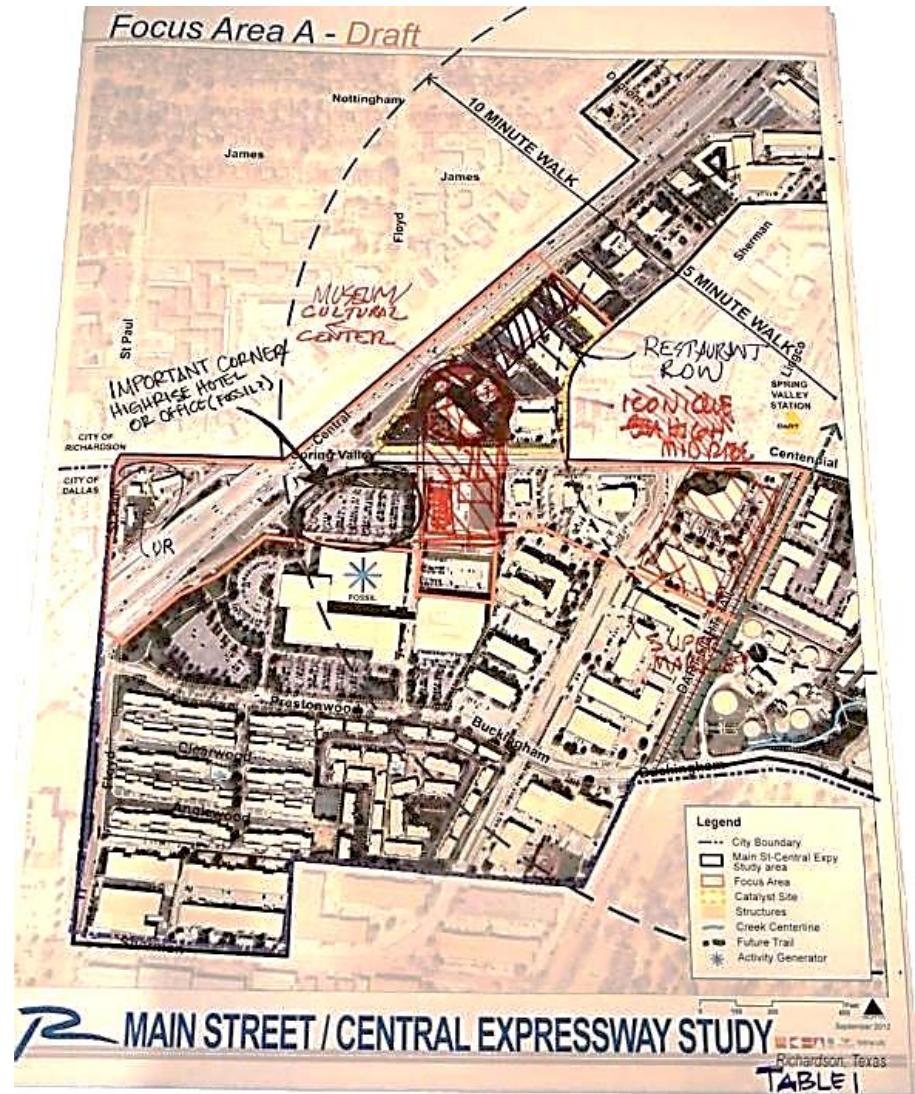 Focus Area A - Draft
Nottingham
10 MINUTE WALK
James
James
Floyd
Sherman
5 MINUTE WALK
MUSEUM/
CULTURAL
CENTER
St Paul
RESTAURANT
ROW
IMPORTANT CORNER
HIGHRISE HOTEL
OR OFFICE (FOSSIL?)
SPRING
VALLEY
STATION
DART
CITY OF
RICHARDSON
Central
Spring Valley
Centennial
CITY OF
DALLAS
OR
FOSSIL
SUPER
MARKET
Prestonwood
Buckingham
Clearwood
Anglewood
Legend
City Boundary
Main St-Central Expy
Study area
Focus Area
Catalyst Site
Structures
Creek Centerline
Future Trail
Activity Generator
September 2012
MAIN STREET / CENTRAL EXPRESSWAY STUDY
Richardson, Texas
TABLE 1